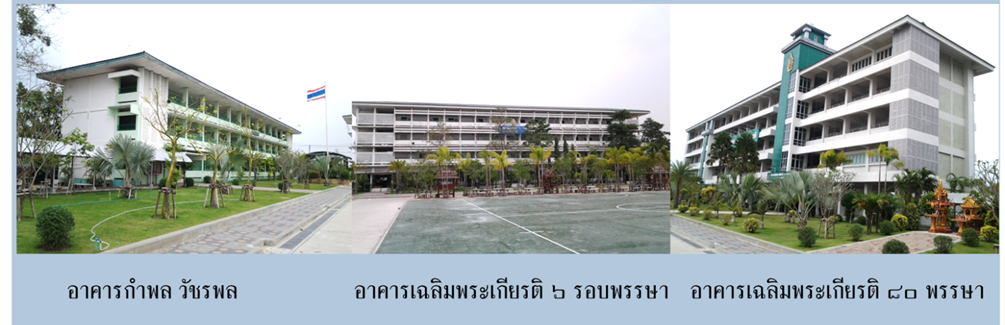 อาคารกำพล วัชรพล
อาคารเฉลิมพระเกียรติ ๖ รอบพรรษา
อาคารเฉลิมพระเกียรติ ๘๐ พรรษา